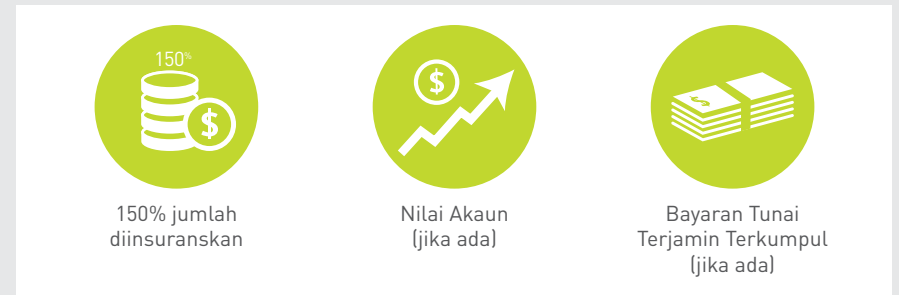 150%
150% jumlah
diinsuranskan
$
Nilai Akaun
(jika ada)
Bayaran Tunai
Terjamin Terkumpul
(jika ada)